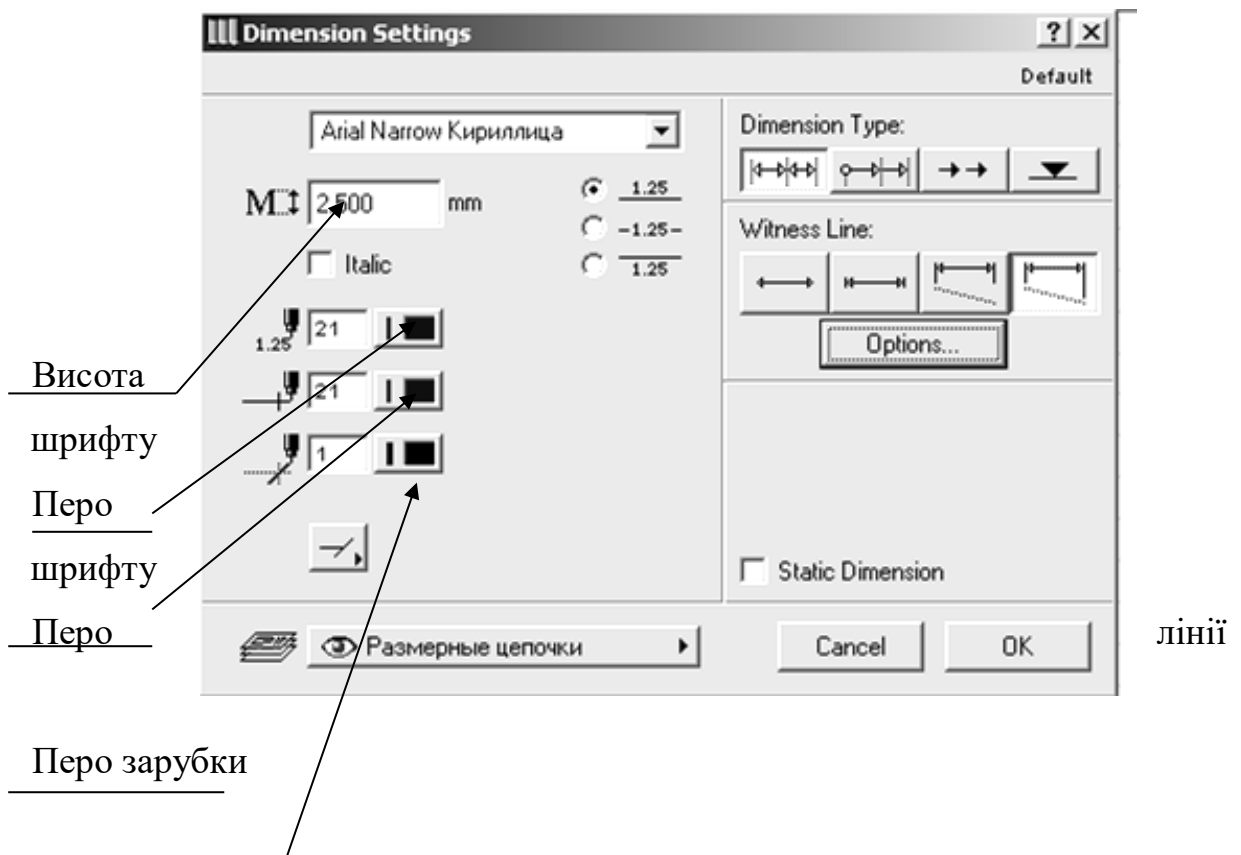 Dimension Settings
Default
Arial Narrow Кириллица
Dimension Type:
M 2.500 mm
1.25
-1.25-
1.25
Italic
Witness Line:
1.25 21
21
1
Options...
Static Dimension
Размерные цепочки
Cancel
OK
Висота
шрифту
Перо
шрифту
Перо лінії
Перо зарубки